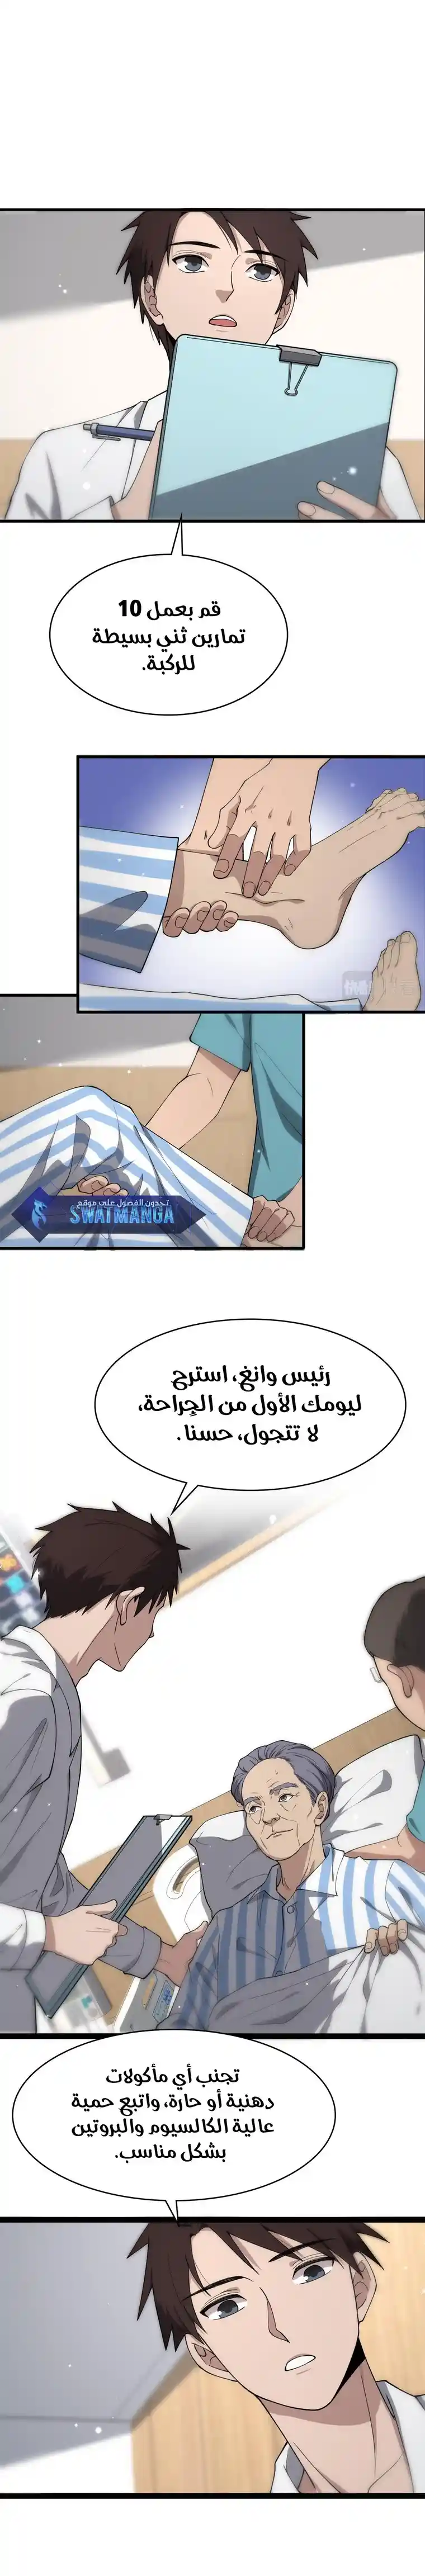 قم بعمل 10
تمارين ثني بسيطة
للركبة.
تجدون الفصول على موقع
SWATMANGA
رئيس وانغ، استرح
ليومك الأول من الجراحة،
لا تتجول، حسنا.
تجنب أي مأكولات
دهنية أو حارة، واتبع حمية
عالية الكالسيوم والبروتين
بشكل مناسب.